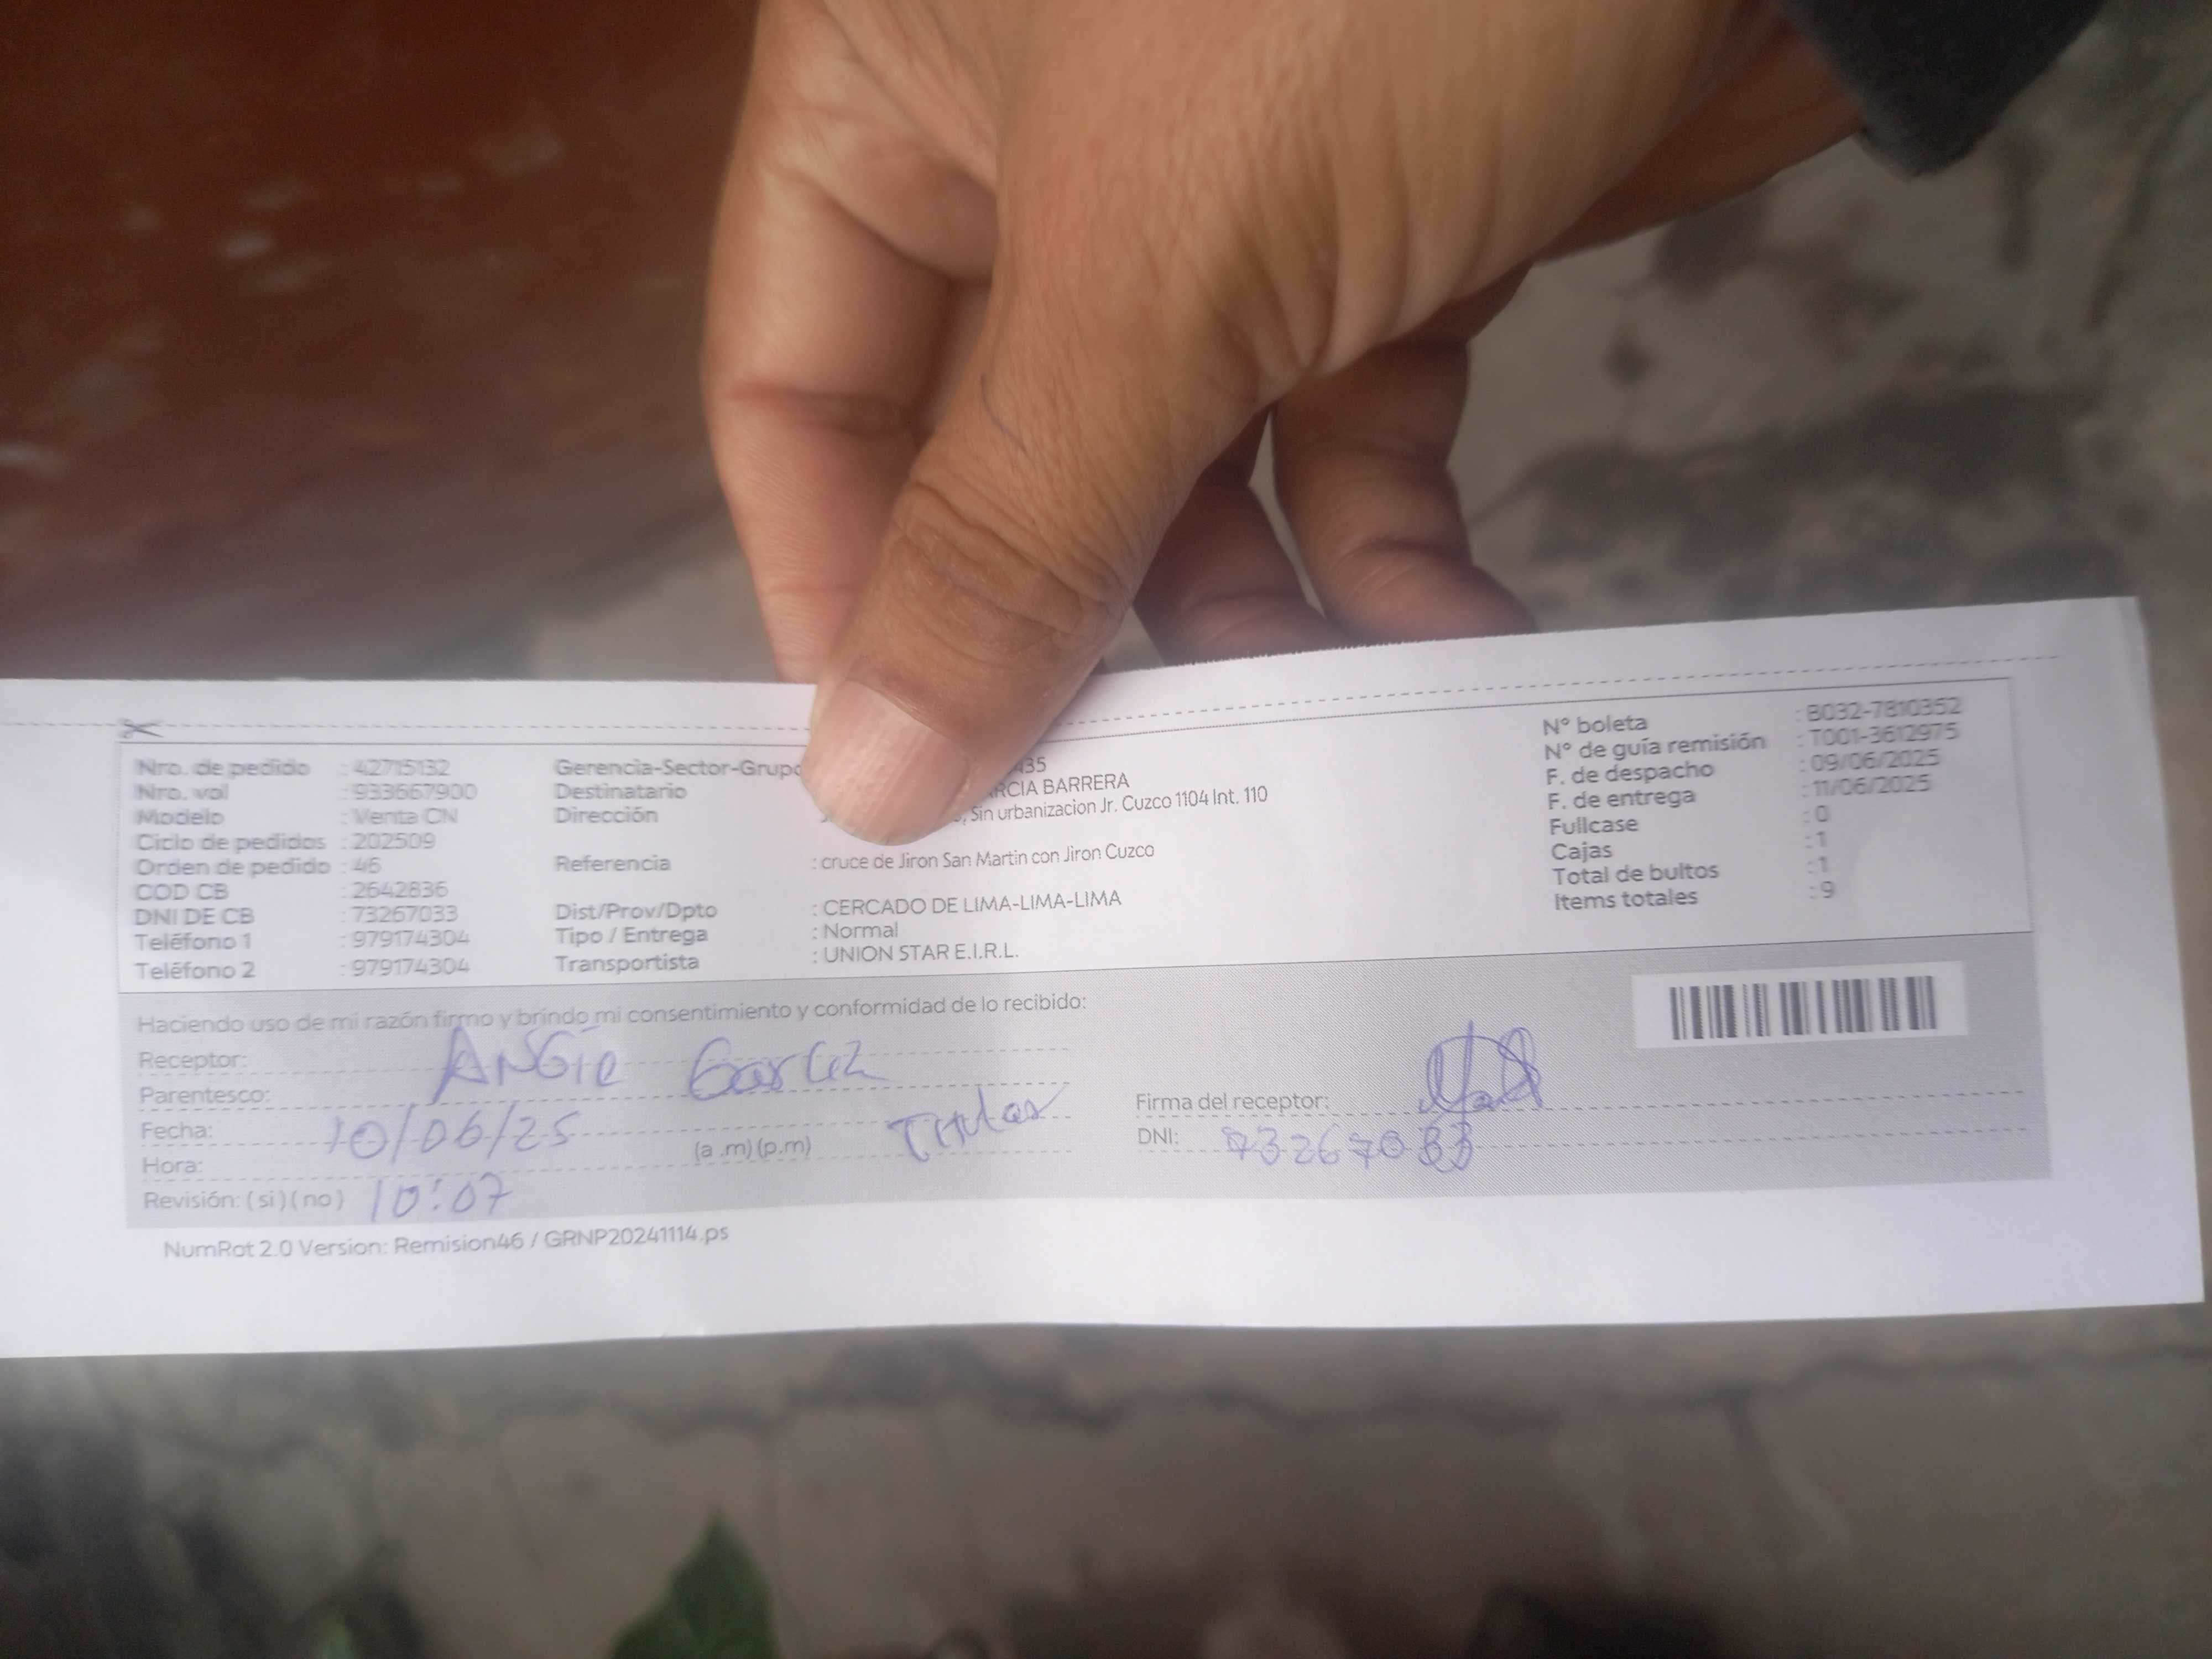 Nro. de pedido : 42715132
Nro. val : 933667900
Modelo : Venta CN
Ciclo de pedidos : 202509
Orden de pedido : 46
COD CB : 2642836
DNI DE CB : 73267033
Teléfono 1 : 979174304
Teléfono 2 : 979174304
Gerencia-Sector-Grupo 435
Destinatario RCIA BARRERA
Dirección , Sin urbanizacion Jr. Cuzco 1104 Int. 110
Referencia : cruce de Jiron San Martin con Jiron Cuzco
Dist/Prov/Dpto : CERCADO DE LIMA-LIMA-LIMA
Tipo / Entrega : Normal
Transportista : UNION STAR E.I.R.L.
N° boleta : B032-7810352
N° de guía remisión : T001-3612975
F. de despacho : 09/06/2025
F. de entrega : 11/06/2025
Fullcase : 0
Cajas : 1
Total de bultos : 1
Items totales : 9
Haciendo uso de mi razón firmo y brindo mi consentimiento y conformidad de lo recibido:
Receptor: ANGie Garcia
Parentesco: Titular
Fecha: 10/06/25
Hora: (a .m) (p.m)
Revisión: ( si ) ( no ) 10:07
Firma del receptor:
DNI: 73267033
NumRot 2.0 Version: Remision46 / GRNP20241114.ps